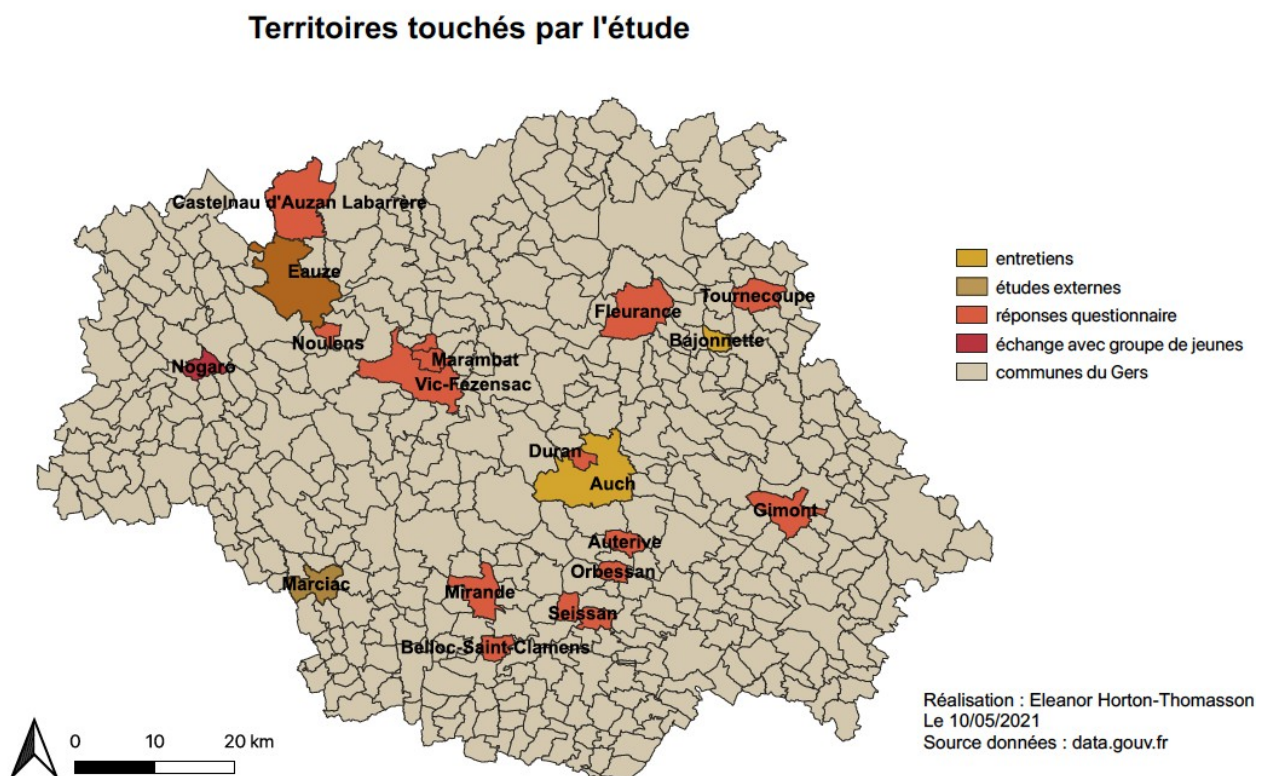 Territoires touchés par l'étude
Castelnau d'Auzan Labarrère
Eauze
Noulens
Nogaro
Marambat
Vic-Fezensac
Fleurance
Tournecoupe
Bajonnette
Duran
Auch
Gimont
Auterive
Orbessan
Marciac
Mirande
Seissan
Belloc-Saint-Clamens
entretiens
études externes
réponses questionnaire
échange avec groupe de jeunes
communes du Gers
0 10 20 km
Réalisation : Eleanor Horton-Thomasson
Le 10/05/2021
Source données : data.gouv.fr